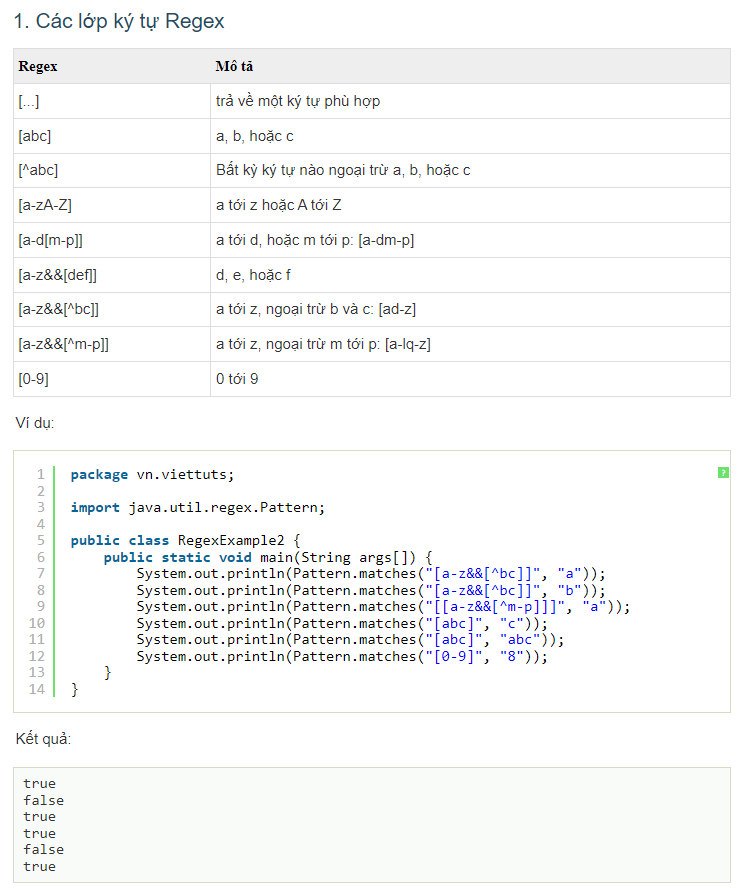 1. Các lớp ký tự Regex
Regex Mô tả
[...] trả về một ký tự phù hợp
[abc] a, b, hoặc c
[^abc] Bất kỳ ký tự nào ngoại trừ a, b, hoặc c
[a-zA-Z] a tới z hoặc A tới Z
[a-d[m-p]] a tới d, hoặc m tới p: [a-dm-p]
[a-z&&[def]] d, e, hoặc f
[a-z&&[^bc]] a tới z, ngoại trừ b và c: [ad-z]
[a-z&&[^m-p]] a tới z, ngoại trừ m tới p: [a-lq-z]
[0-9] 0 tới 9
Ví dụ:
?
1 package vn.viettuts;
2
3 import java.util.regex.Pattern;
4
5 public class RegexExample2 {
6 public static void main(String args[]) {
7 System.out.println(Pattern.matches("[a-z&&[^bc]]", "a"));
8 System.out.println(Pattern.matches("[a-z&&[^bc]]", "b"));
9 System.out.println(Pattern.matches("[[a-z&&[^m-p]]]", "a"));
10 System.out.println(Pattern.matches("[abc]", "c"));
11 System.out.println(Pattern.matches("[abc]", "abc"));
12 System.out.println(Pattern.matches("[0-9]", "8"));
13 }
14 }
Kết quả:
true
false
true
true
false
true